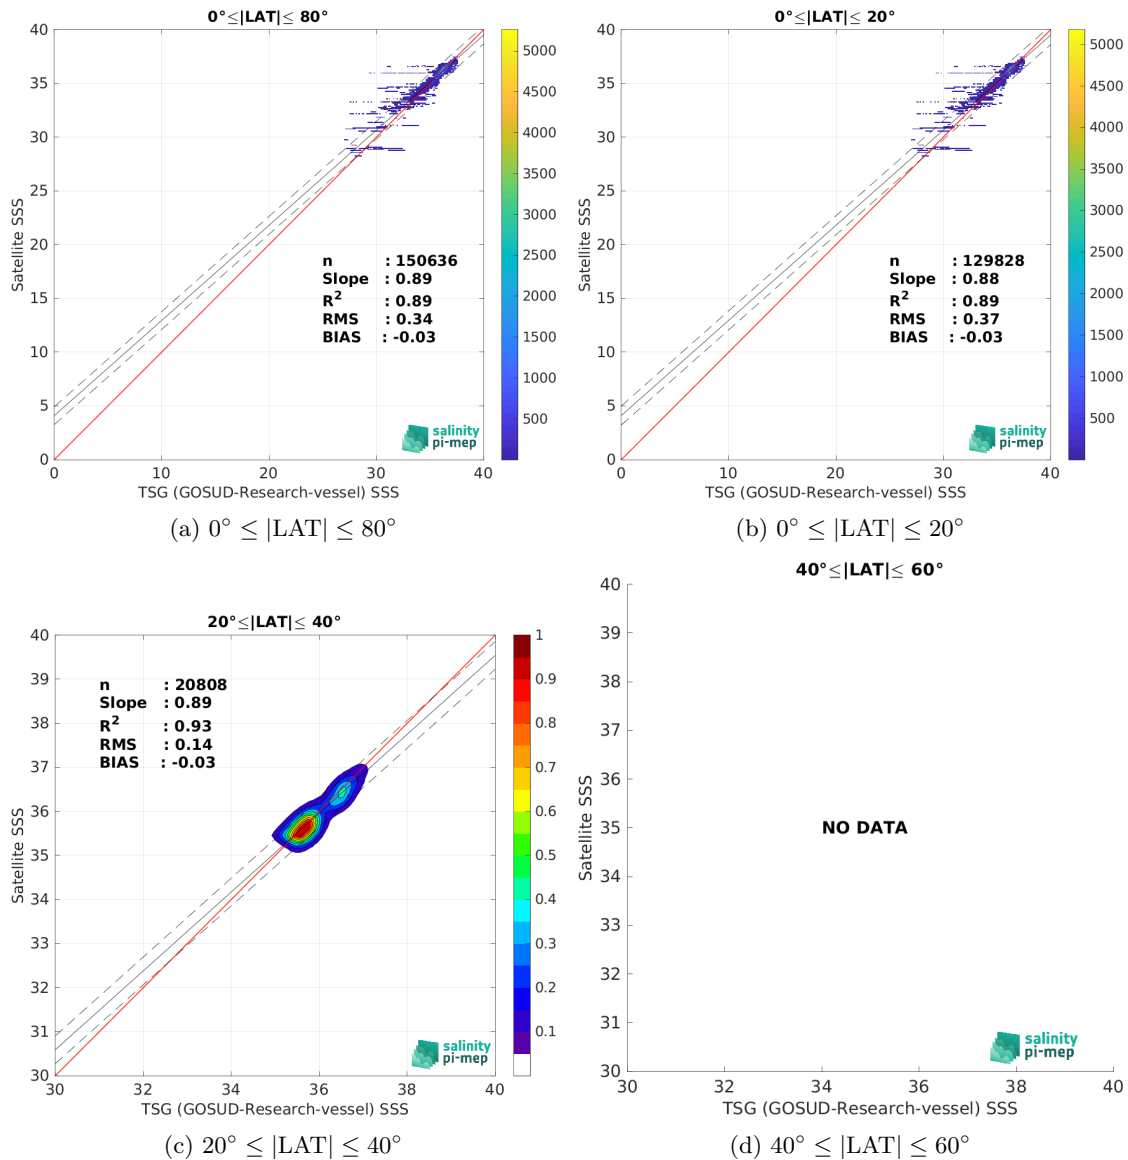 0°≤|LAT|≤ 80°
40
35
30
25
20
15
10
5
0
Satellite SSS
n : 150636
Slope : 0.89
R² : 0.89
RMS : 0.34
BIAS : -0.03
salinity
pi-mep
0 10 20 30 40
TSG (GOSUD-Research-vessel) SSS
5000
4500
4000
3500
3000
2500
2000
1500
1000
500
(a) 0° ≤ |LAT| ≤ 80°
0°≤|LAT|≤ 20°
40
35
30
25
20
15
10
5
0
Satellite SSS
n : 129828
Slope : 0.88
R² : 0.89
RMS : 0.37
BIAS : -0.03
salinity
pi-mep
0 10 20 30 40
TSG (GOSUD-Research-vessel) SSS
5000
4500
4000
3500
3000
2500
2000
1500
1000
500
(b) 0° ≤ |LAT| ≤ 20°
20°≤|LAT|≤ 40°
40
39
38
37
36
35
34
33
32
31
30
Satellite SSS
n : 20808
Slope : 0.89
R² : 0.93
RMS : 0.14
BIAS : -0.03
salinity
pi-mep
30 32 34 36 38 40
TSG (GOSUD-Research-vessel) SSS
1
0.9
0.8
0.7
0.6
0.5
0.4
0.3
0.2
0.1
(c) 20° ≤ |LAT| ≤ 40°
40°≤|LAT|≤ 60°
40
39
38
37
36
35
34
33
32
31
30
Satellite SSS
NO DATA
salinity
pi-mep
30 32 34 36 38 40
TSG (GOSUD-Research-vessel) SSS
(d) 40° ≤ |LAT| ≤ 60°